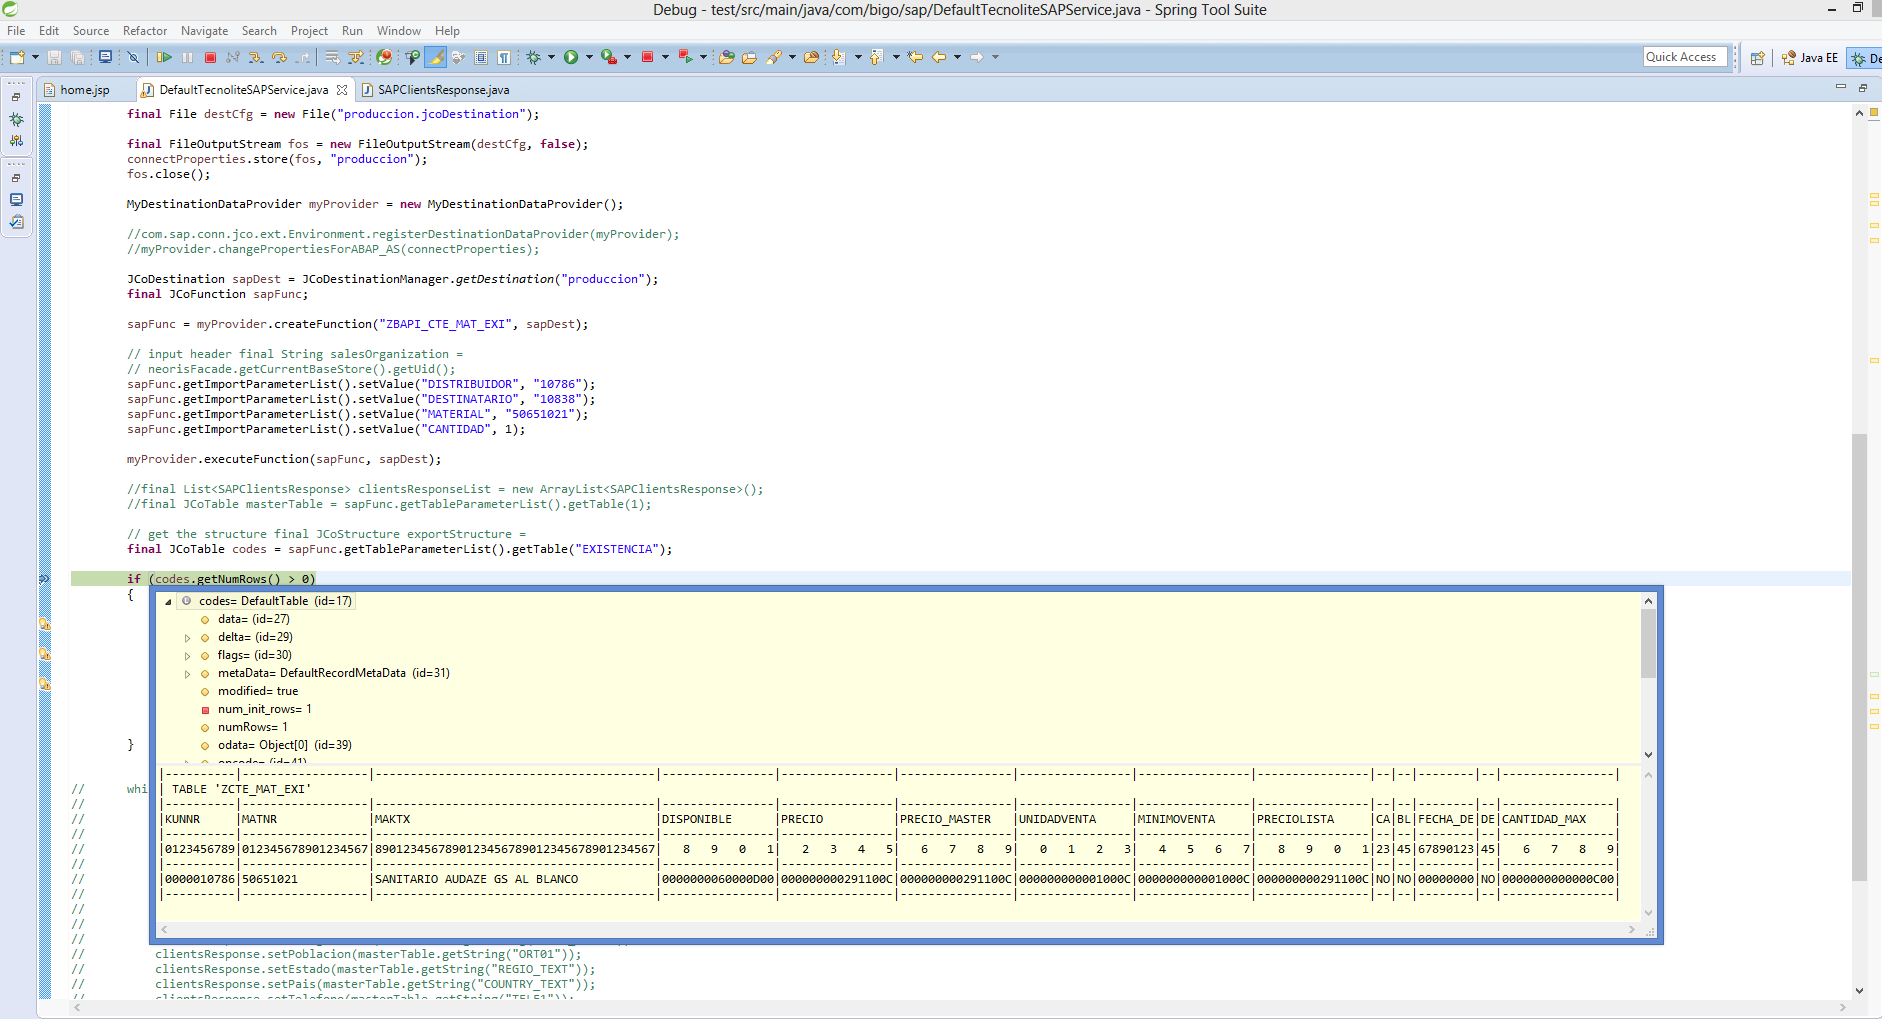 Debug - test/src/main/java/com/bigo/sap/DefaultTecnoliteSAPService.java - Spring Tool Suite
File Edit Source Refactor Navigate Search Project Run Window Help
Quick Access
Java EE
De
home.jsp
DefaultTecnoliteSAPService.java
SAPClientsResponse.java
final File destCfg = new File("produccion.jcoDestination");
final FileOutputStream fos = new FileOutputStream(destCfg, false);
connectProperties.store(fos, "produccion");
fos.close();
MyDestinationDataProvider myProvider = new MyDestinationDataProvider();
//com.sap.conn.jco.ext.Environment.registerDestinationDataProvider(myProvider);
//myProvider.changePropertiesForABAP_AS(connectProperties);
JCoDestination sapDest = JCoDestinationManager.getDestination("produccion");
final JCoFunction sapFunc;
sapFunc = myProvider.createFunction("ZBAPI_CTE_MAT_EXI", sapDest);
// input header final String salesOrganization =
// neorisFacade.getCurrentBaseStore().getUid();
sapFunc.getImportParameterList().setValue("DISTRIBUIDOR", "10786");
sapFunc.getImportParameterList().setValue("DESTINATARIO", "10838");
sapFunc.getImportParameterList().setValue("MATERIAL", "50651021");
sapFunc.getImportParameterList().setValue("CANTIDAD", 1);
myProvider.executeFunction(sapFunc, sapDest);
//final List<SAPClientsResponse> clientsResponseList = new ArrayList<SAPClientsResponse>();
//final JCoTable masterTable = sapFunc.getTableParameterList().getTable(1);
// get the structure final JCoStructure exportStructure =
final JCoTable codes = sapFunc.getTableParameterList().getTable("EXISTENCIA");
if (codes.getNumRows() > 0)
{
codes= DefaultTable (id=17)
data= (id=27)
delta= (id=29)
flags= (id=30)
metaData= DefaultRecordMetaData (id=31)
modified= true
num_init_rows= 1
numRows= 1
odata= Object[0] (id=39)
opcode= (id=41)
}
// whi
|----------|------------------|----------------------------------------|----------------|----------------|----------------|----------------|----------------|----------------|--|--|--------|--|----------------|
| TABLE 'ZCTE_MAT_EXI'
|----------|------------------|----------------------------------------|----------------|----------------|----------------|----------------|----------------|----------------|--|--|--------|--|----------------|
|KUNNR |MATNR |MAKTX |DISPONIBLE |PRECIO |PRECIO_MASTER |UNIDADVENTA |MINIMOVENTA |PRECIOLISTA |CA|BL|FECHA_DE|DE|CANTIDAD_MAX |
|----------|------------------|----------------------------------------|----------------|----------------|----------------|----------------|----------------|----------------|--|--|--------|--|----------------|
|0123456789|012345678901234567|8901234567890123456789012345678901234567| 8 9 0 1| 2 3 4 5| 6 7 8 9| 0 1 2 3| 4 5 6 7| 8 9 0 1|23|45|67890123|45| 6 7 8 9|
|----------|------------------|----------------------------------------|----------------|----------------|----------------|----------------|----------------|----------------|--|--|--------|--|----------------|
|0000010786|50651021 |SANITARIO AUDAZE GS AL BLANCO |0000000060000D00|000000000291100C|000000000291100C|000000000001000C|000000000001000C|000000000291100C|NO|NO|00000000|NO|0000000000000C00|
|----------|------------------|----------------------------------------|----------------|----------------|----------------|----------------|----------------|----------------|--|--|--------|--|----------------|
// clientsResponse.setPoblacion(masterTable.getString("ORT01"));
// clientsResponse.setEstado(masterTable.getString("REGIO_TEXT"));
// clientsResponse.setPais(masterTable.getString("COUNTRY_TEXT"));
// clientsResponse.setTelefono(masterTable.getString("TELF1"));